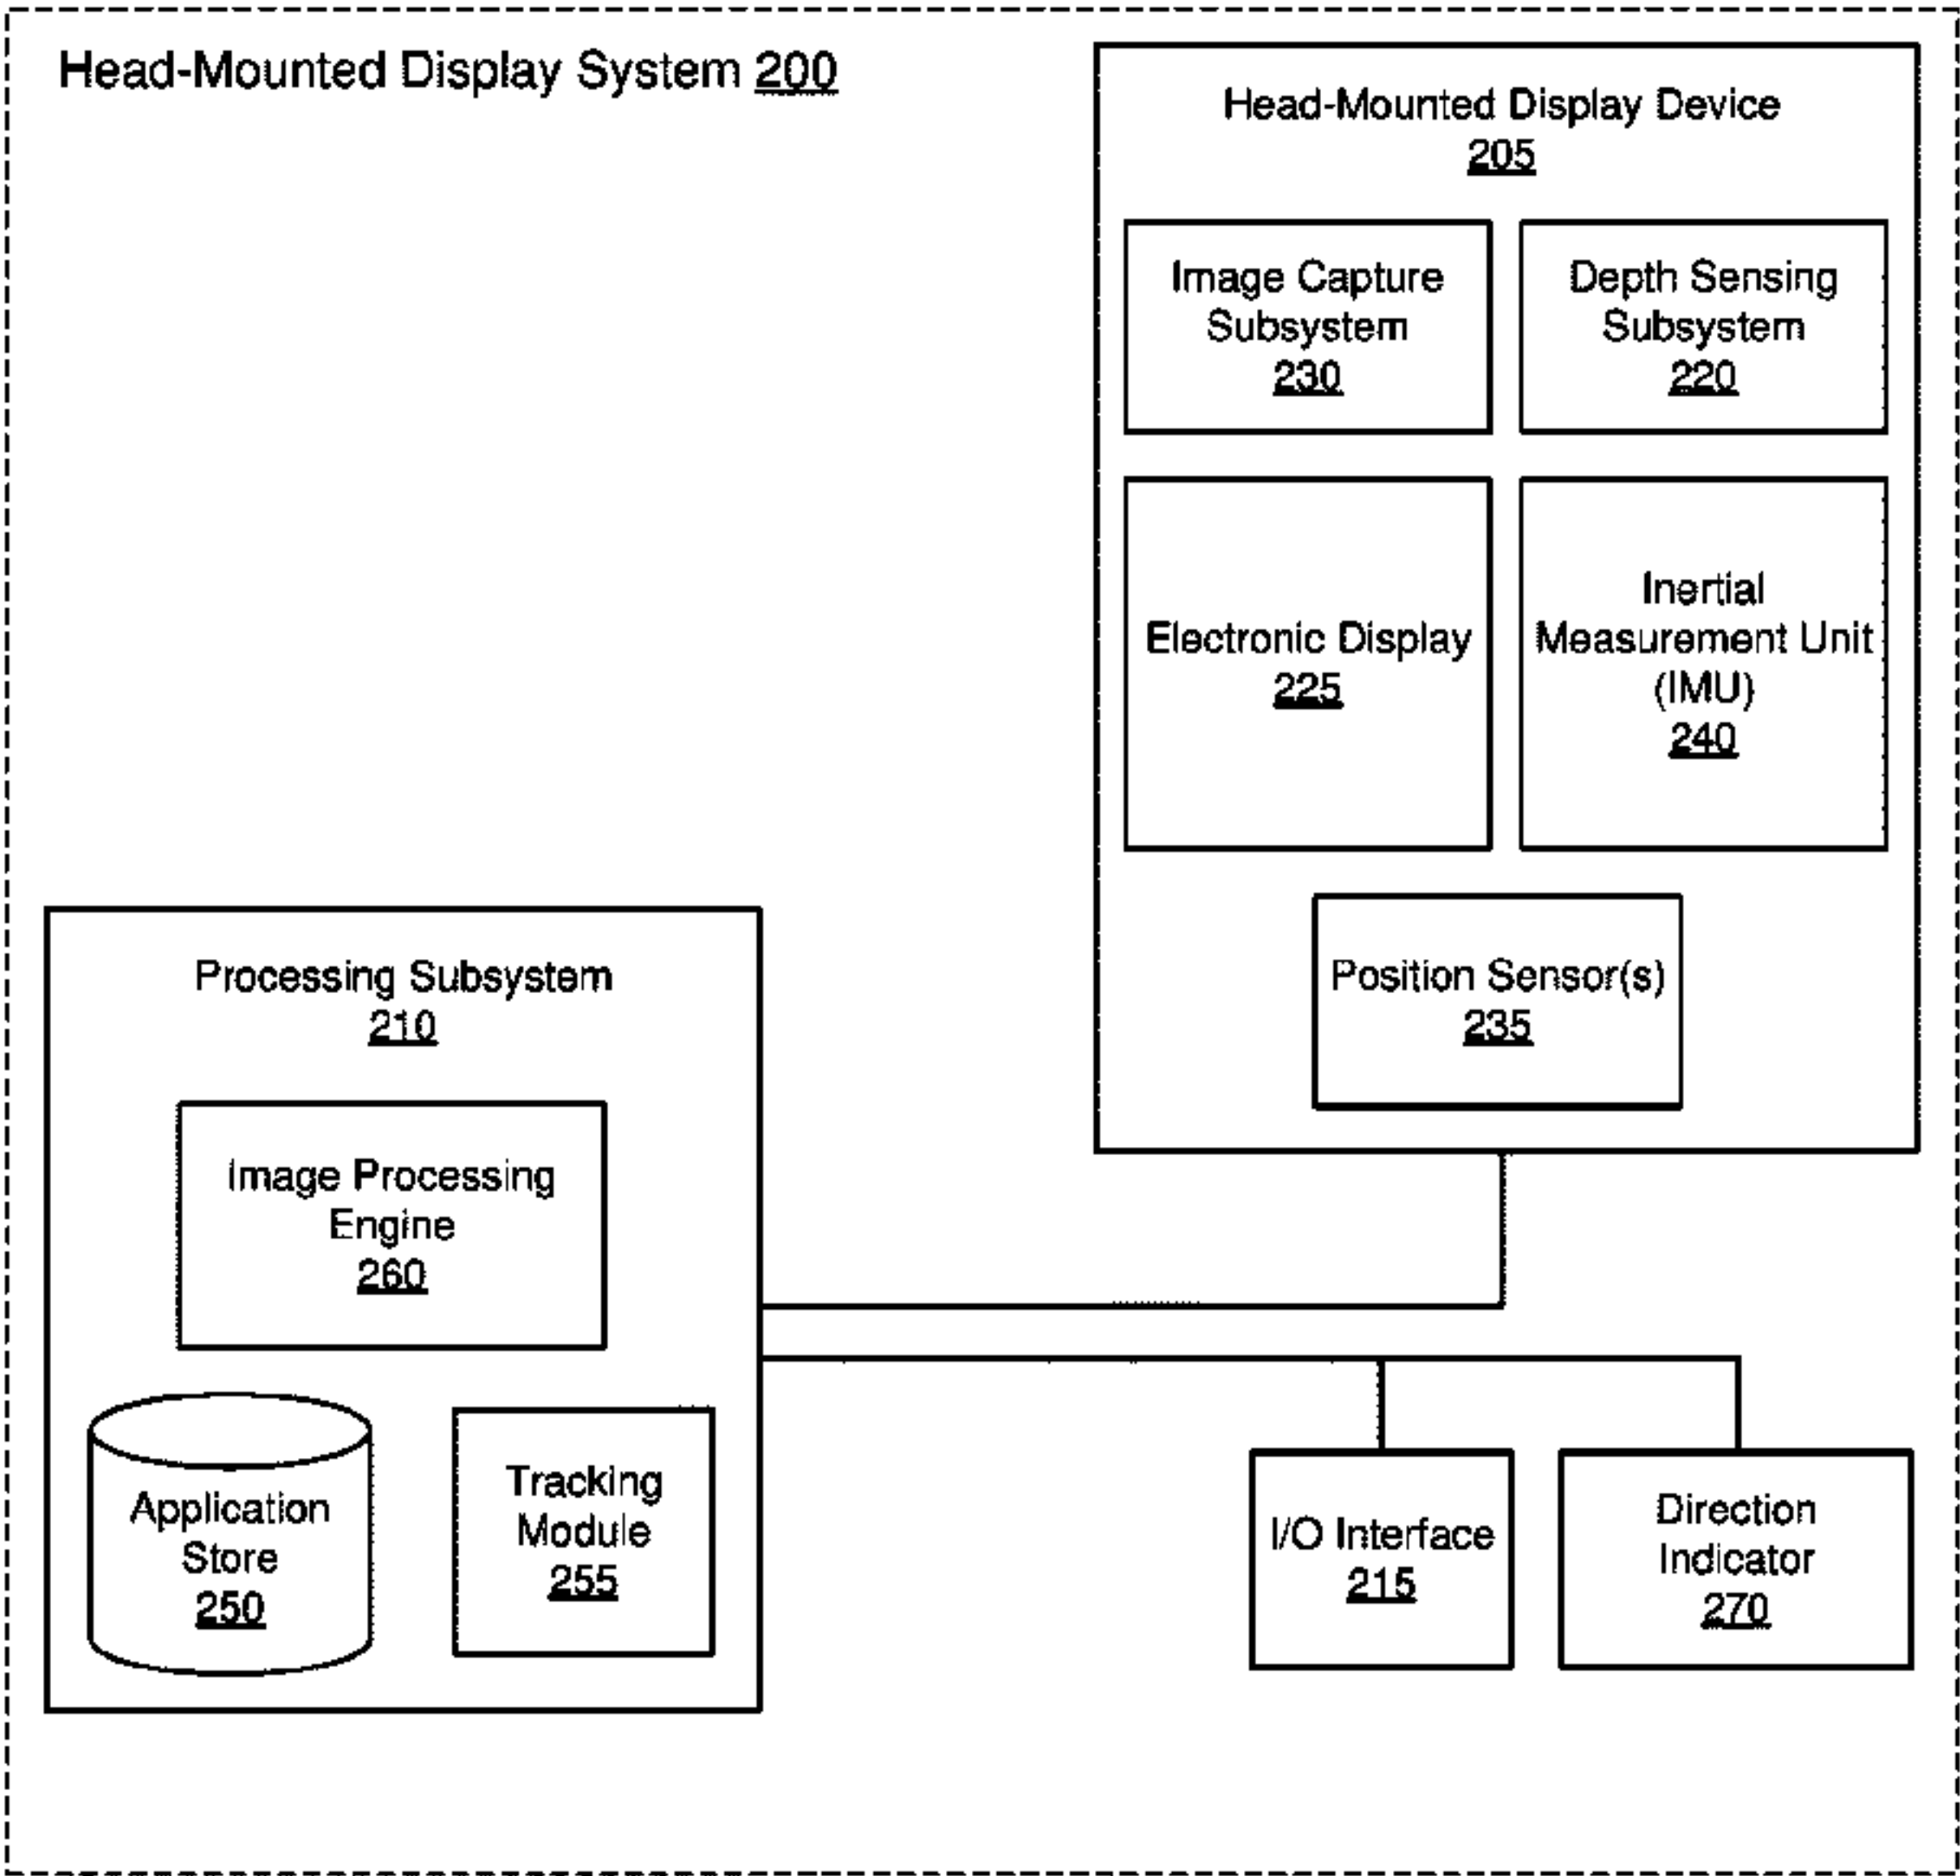 Head-Mounted Display System 200
Head-Mounted Display Device
205
Image Capture
Subsystem
230
Depth Sensing
Subsystem
220
Electronic Display
225
Inertial
Measurement Unit
(IMU)
240
Position Sensor(s)
235
Processing Subsystem
210
Image Processing
Engine
260
Application
Store
250
Tracking
Module
255
I/O Interface
215
Direction
Indicator
270